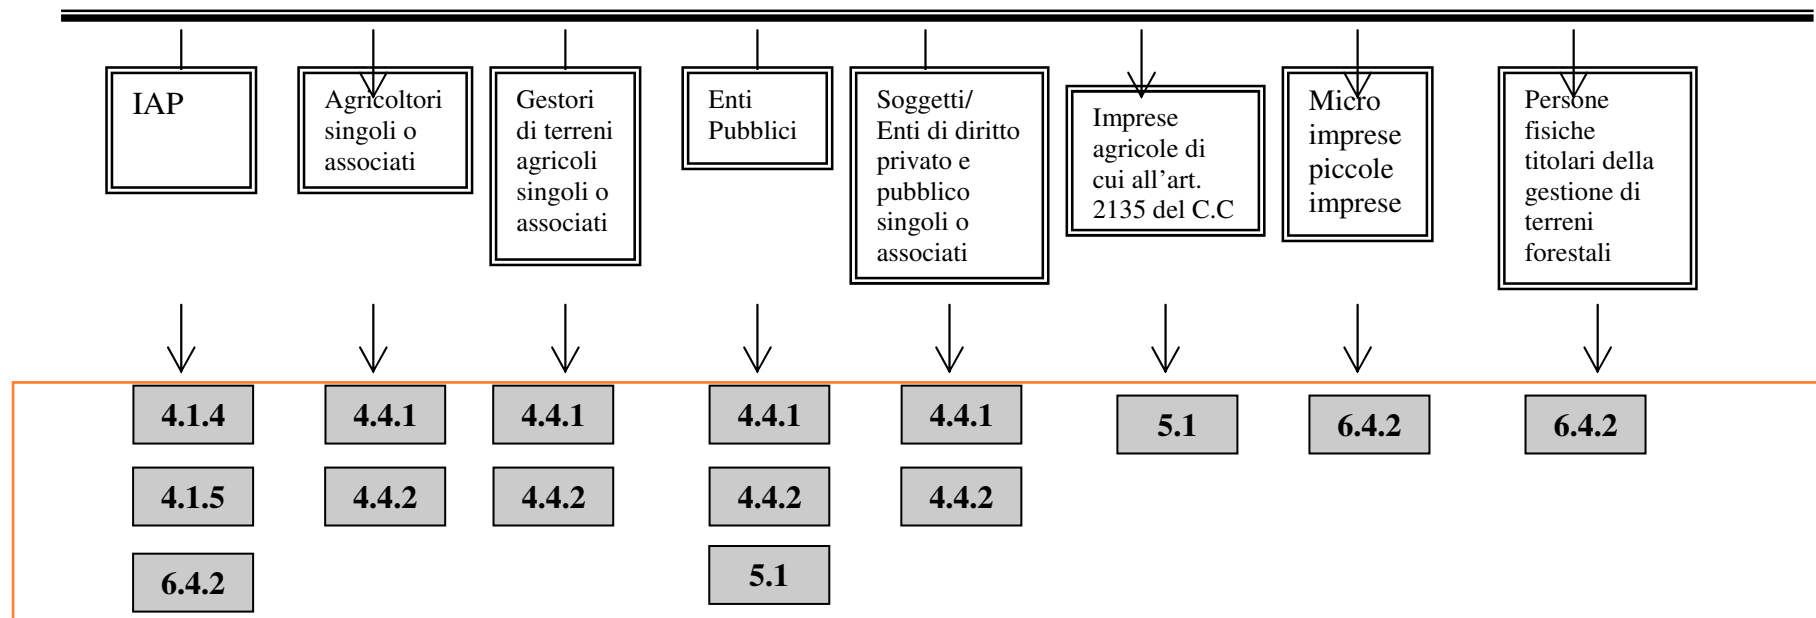 IAP
Agricoltori
singoli o
associati
Gestori
di terreni
agricoli
singoli o
associati
Enti
Pubblici
Soggetti/
Enti di diritto
privato e
pubblico
singoli o
associati
Imprese
agricole di
cui all’art.
2135 del C.C
Micro
imprese
piccole
imprese
Persone
fisiche
titolari della
gestione di
terreni
forestali
4.1.4
4.4.1
4.4.1
4.4.1
4.4.1
5.1
6.4.2
6.4.2
4.1.5
4.4.2
4.4.2
4.4.2
4.4.2
6.4.2
5.1